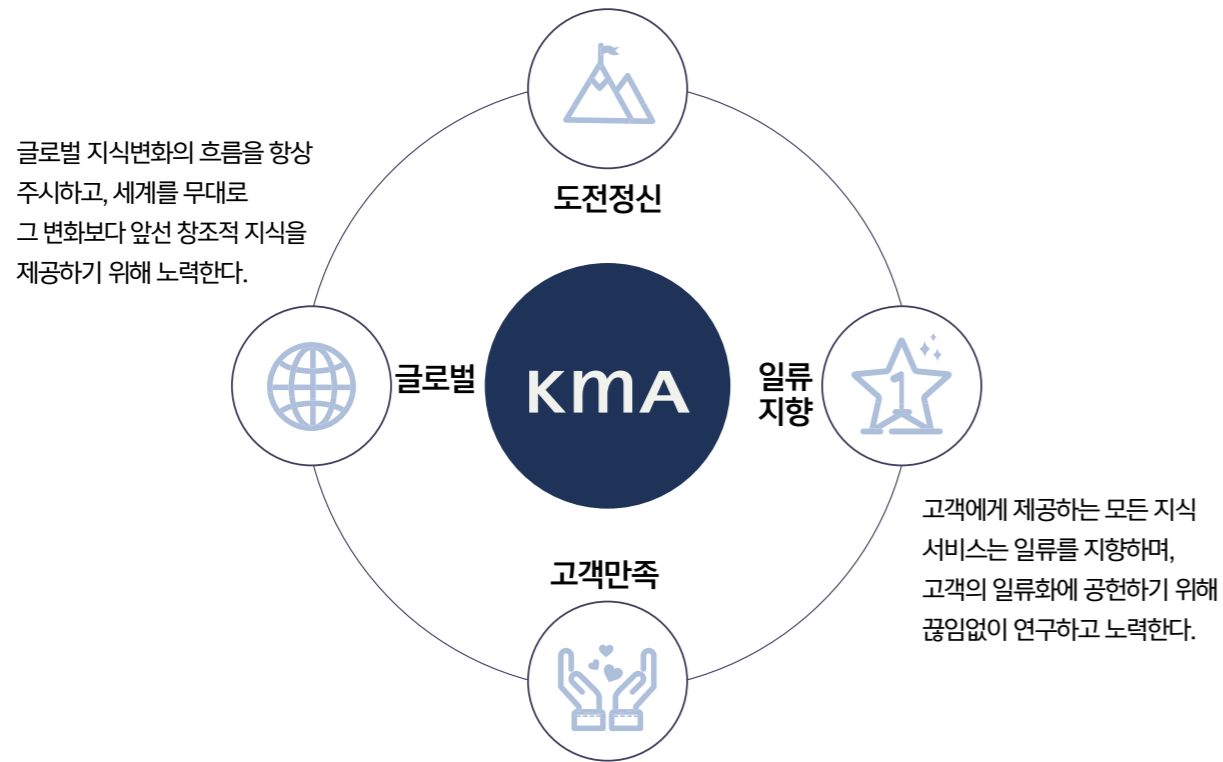 도전정신
글로벌 지식변화의 흐름을 항상
주시하고, 세계를 무대로
그 변화보다 앞선 창조적 지식을
제공하기 위해 노력한다.
글로벌
KMA
일류
지향
1
고객에게 제공하는 모든 지식
서비스는 일류를 지향하며,
고객의 일류화에 공헌하기 위해
끊임없이 연구하고 노력한다.
고객만족